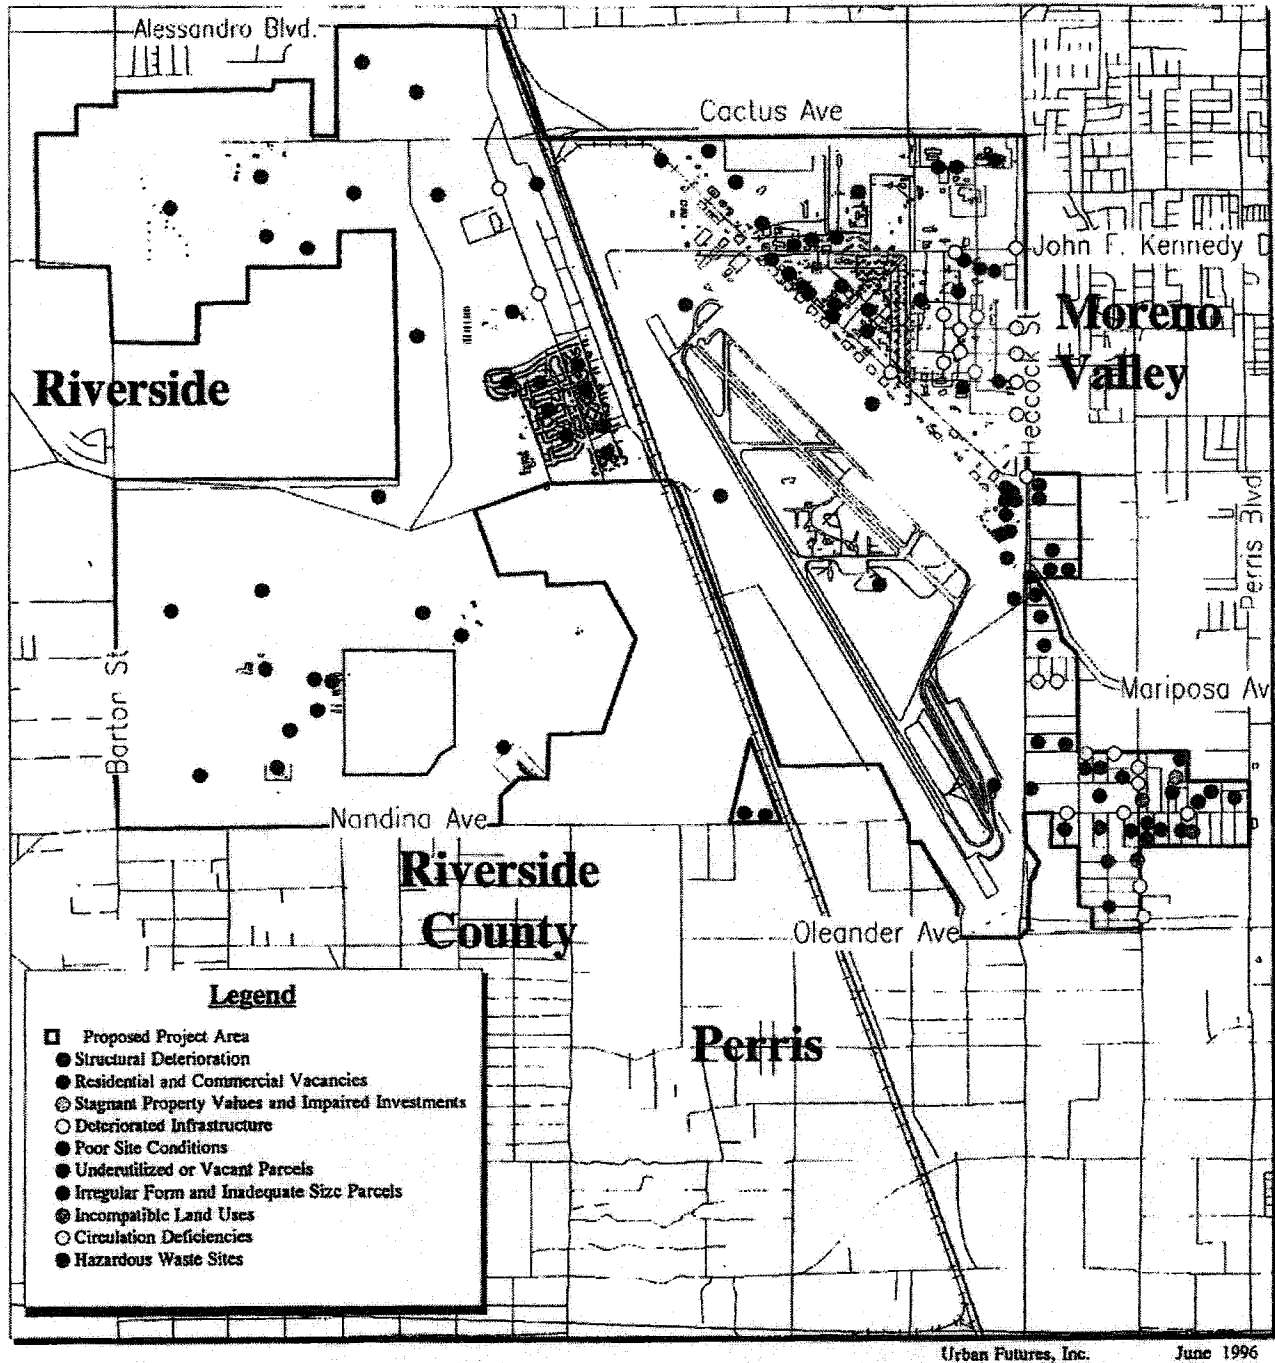 Alessandro Blvd.
Cactus Ave
John F. Kennedy D
Moreno
Valley
Riverside
Heccock St
Perris Blvd
Mariposa Av
Barton St
Nandina Ave
Riverside
County
Oleander Ave
Perris
Legend
Proposed Project Area
Structural Deterioration
Residential and Commercial Vacancies
Stagnant Property Values and Impaired Investments
Deteriorated Infrastructure
Poor Site Conditions
Underutilized or Vacant Parcels
Irregular Form and Inadequate Size Parcels
Incompatible Land Uses
Circulation Deficiencies
Hazardous Waste Sites
Urban Futures, Inc. June 1996